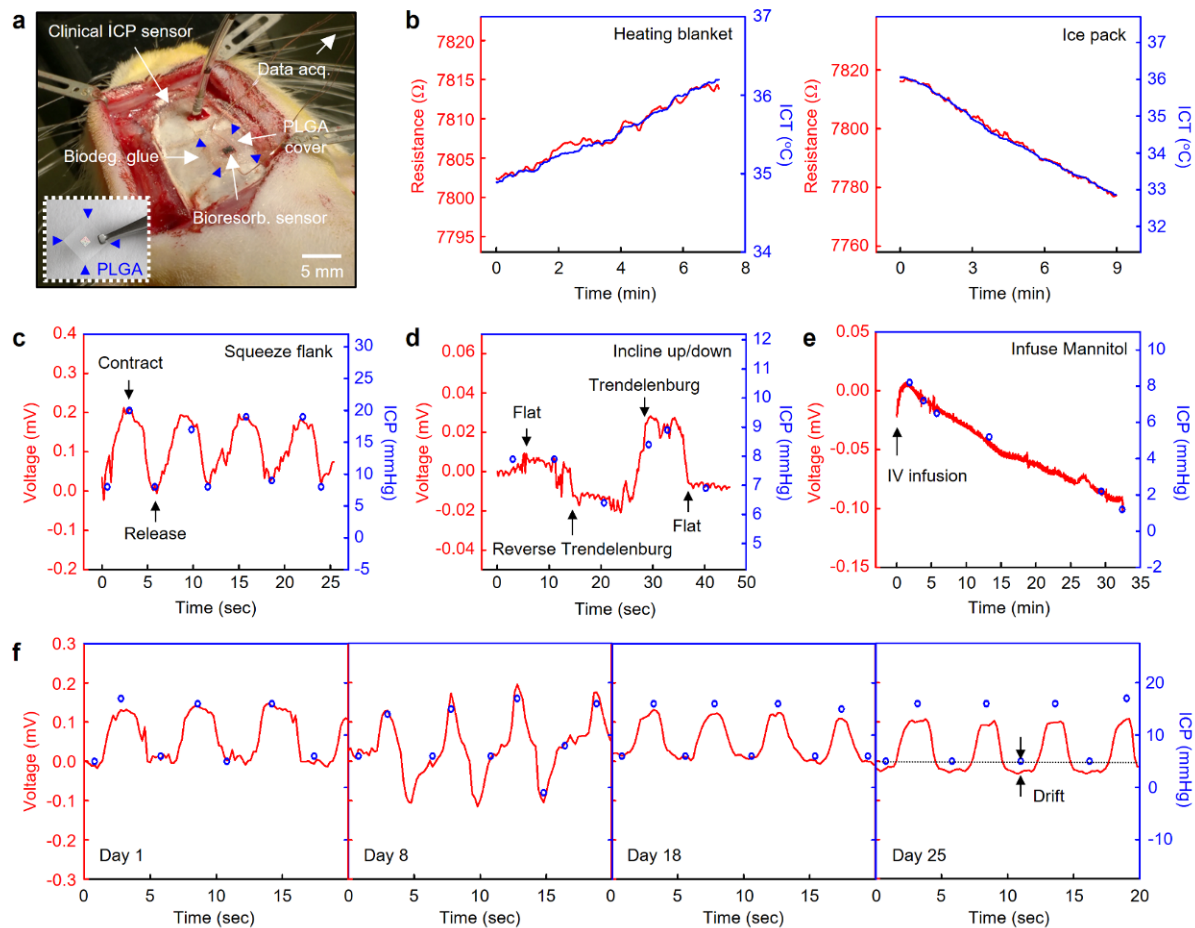 a
Clinical ICP sensor
Data acq.
PLGA
cover
Biodeg. glue
Bioresorb. sensor
PLGA
5 mm
b
Heating blanket
Resistance (Ω)
7820
7815
7810
7805
7800
7795
ICT (ºC)
37
36
35
34
0 2 4 6 8
Time (min)
Ice pack
Resistance (Ω)
7820
7800
7780
7760
ICT (ºC)
37
36
35
34
33
32
0 3 6 9
Time (min)
c
Squeeze flank
Contract
Release
Voltage (mV)
0.4
0.3
0.2
0.1
0.0
-0.1
-0.2
ICP (mmHg)
30
25
20
15
10
5
0
-5
0 5 10 15 20 25
Time (sec)
d
Incline up/down
Trendelenburg
Flat
Flat
Reverse Trendelenburg
Voltage (mV)
0.06
0.04
0.02
0.00
-0.02
-0.04
ICP (mmHg)
12
11
10
9
8
7
6
5
0 10 20 30 40
Time (sec)
e
Infuse Mannitol
IV infusion
Voltage (mV)
0.05
0.00
-0.05
-0.10
-0.15
ICP (mmHg)
10
8
6
4
2
0
-2
0 5 10 15 20 25 30 35
Time (min)
f
Voltage (mV)
0.3
0.2
0.1
0.0
-0.1
-0.2
-0.3
Day 1
Day 8
Day 18
Day 25
Drift
ICP (mmHg)
20
10
0
-10
0 5 10 15 0 5 10 15 0 5 10 15 0 5 10 15 20
Time (sec) Time (sec) Time (sec) Time (sec)